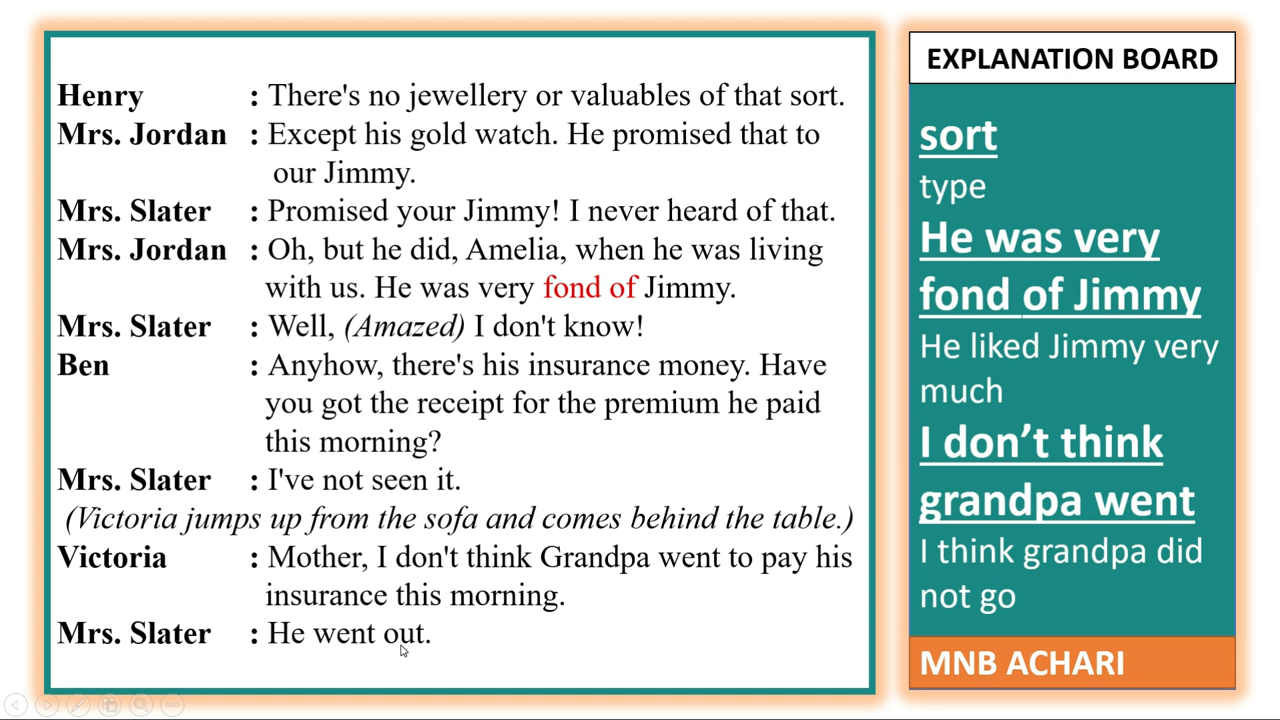 Henry : There's no jewellery or valuables of that sort.
Mrs. Jordan : Except his gold watch. He promised that to
our Jimmy.
Mrs. Slater : Promised your Jimmy! I never heard of that.
Mrs. Jordan : Oh, but he did, Amelia, when he was living
with us. He was very fond of Jimmy.
Mrs. Slater : Well, (Amazed) I don't know!
Ben : Anyhow, there's his insurance money. Have
you got the receipt for the premium he paid
this morning?
Mrs. Slater : I've not seen it.
(Victoria jumps up from the sofa and comes behind the table.)
Victoria : Mother, I don't think Grandpa went to pay his
insurance this morning.
Mrs. Slater : He went out.
EXPLANATION BOARD
sort
type
He was very
fond of Jimmy
He liked Jimmy very
much
I don’t think
grandpa went
I think grandpa did
not go
MNB ACHARI